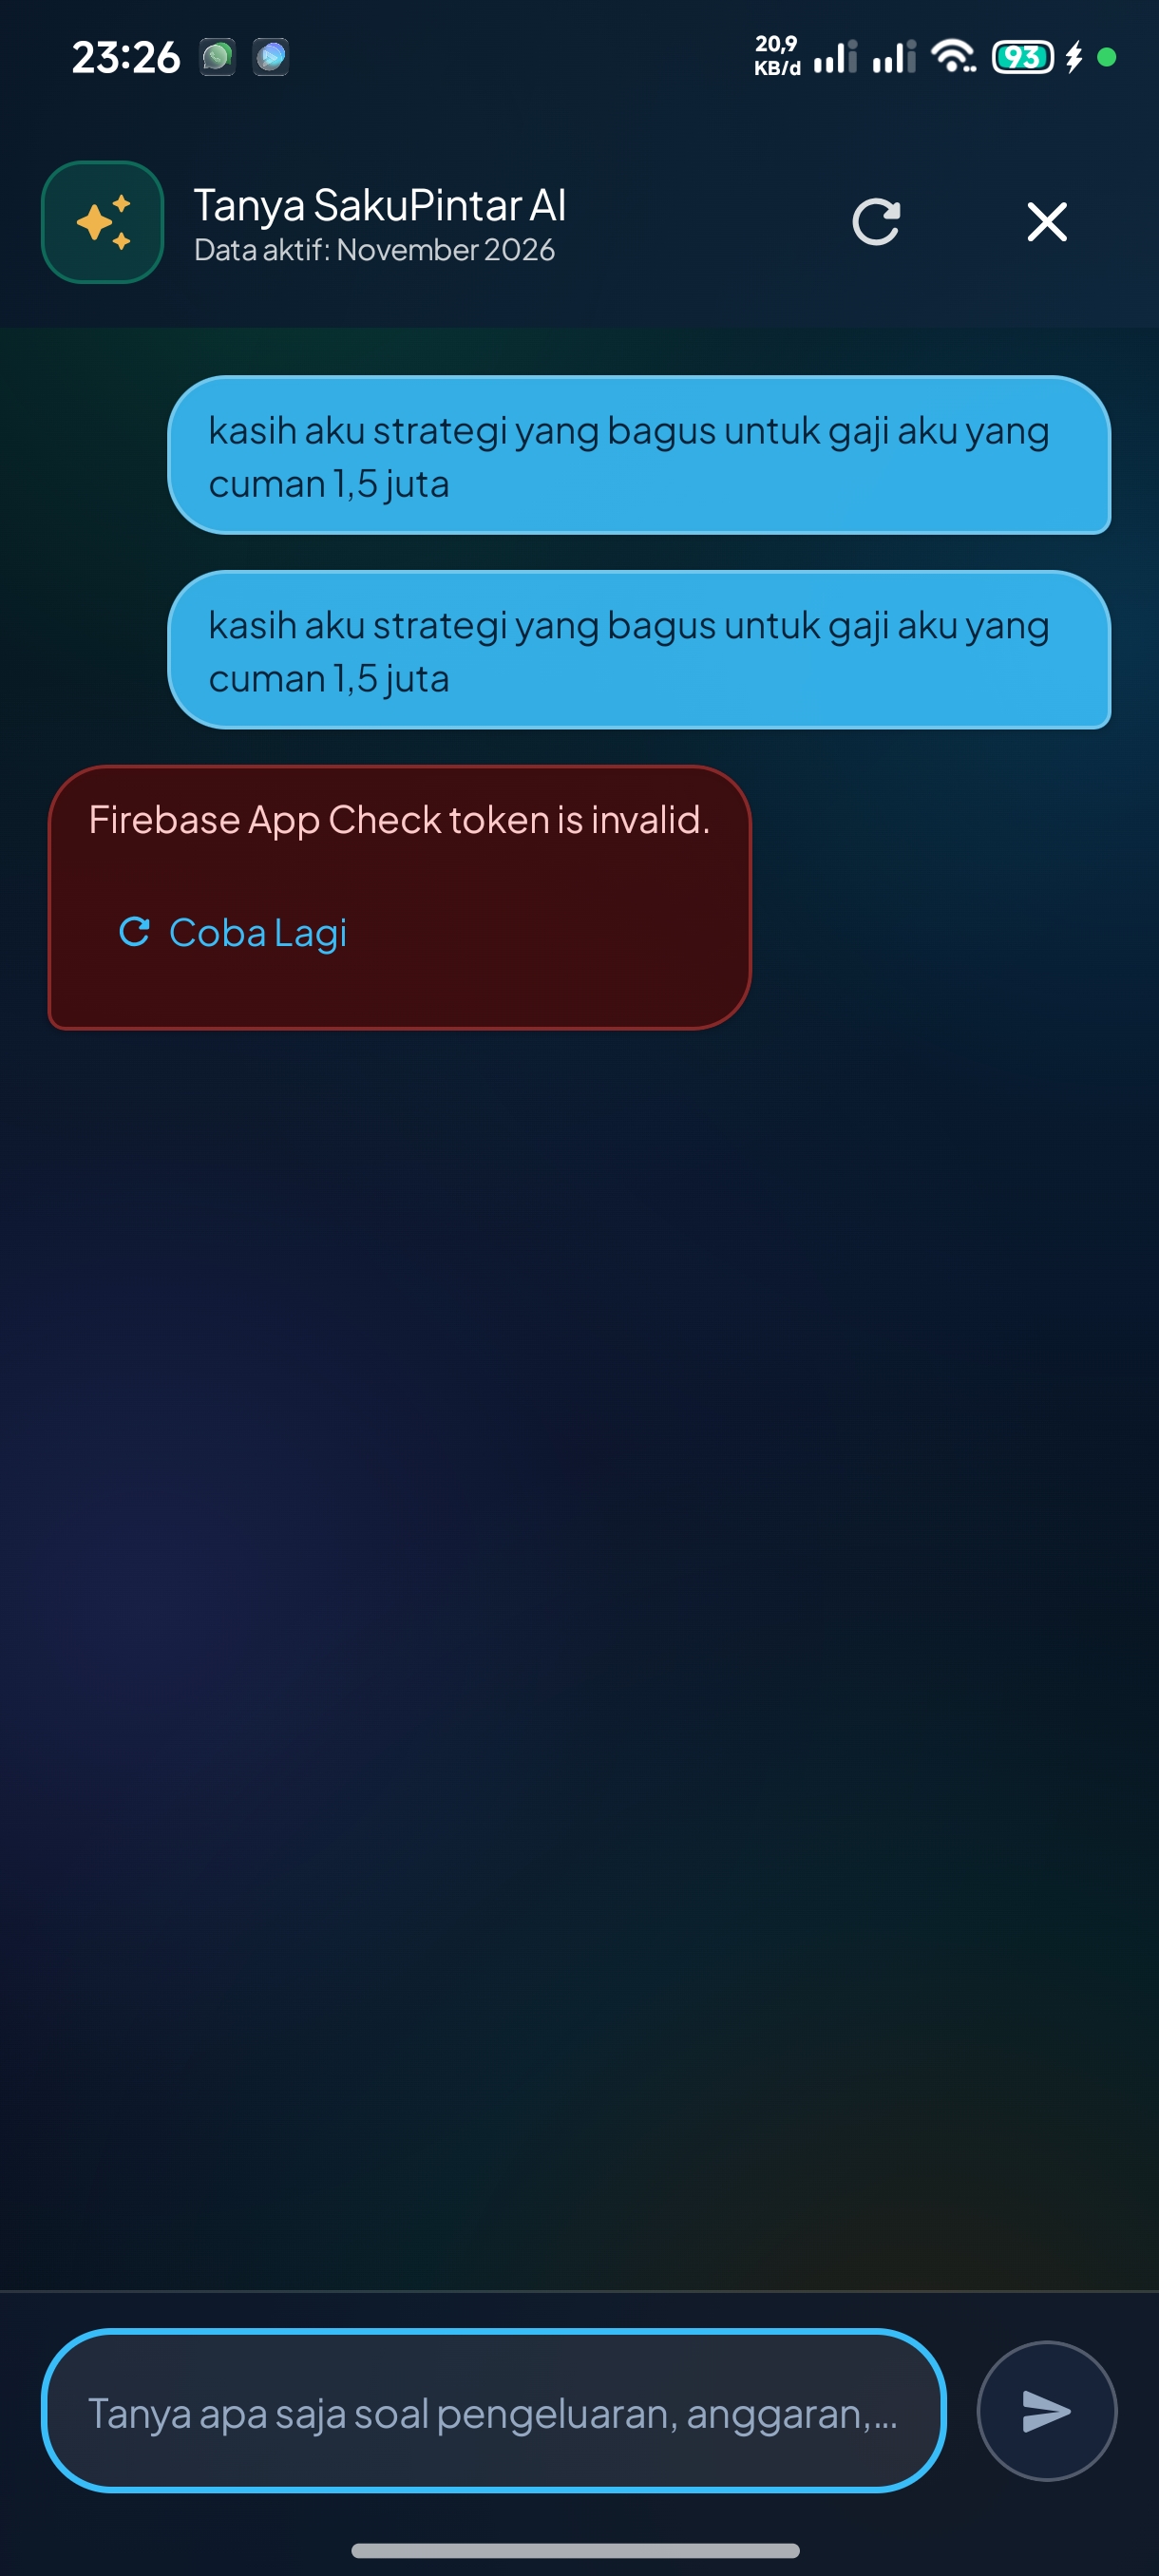 23:26
20,9
KB/d
93
Tanya SakuPintar AI
Data aktif: November 2026
kasih aku strategi yang bagus untuk gaji aku yang
cuman 1,5 juta
kasih aku strategi yang bagus untuk gaji aku yang
cuman 1,5 juta
Firebase App Check token is invalid.
Coba Lagi
Tanya apa saja soal pengeluaran, anggaran,...